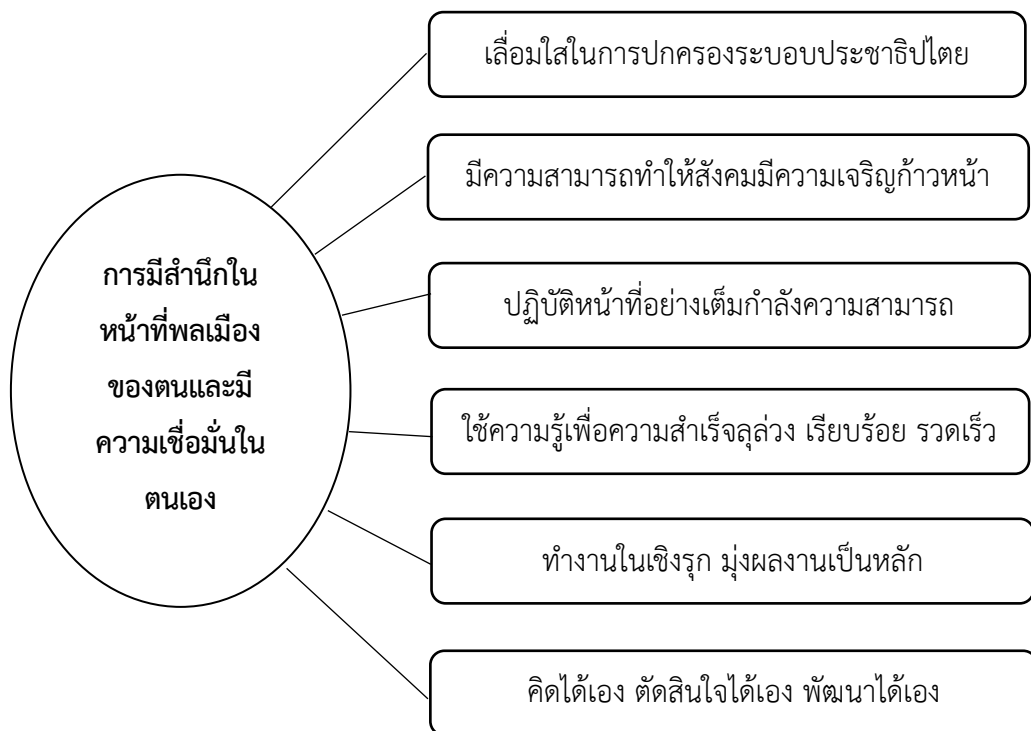 เลื่อมใสในการปกครองระบอบประชาธิปไตย
มีความสามารถทำให้สังคมมีความเจริญก้าวหน้า
การมีสำนึกใน
หน้าที่พลเมือง
ของตนและมี
ความเชื่อมั่นใน
ตนเอง
ปฏิบัติหน้าที่อย่างเต็มกำลังความสามารถ
ใช้ความรู้เพื่อความสำเร็จลุล่วง เรียบร้อย รวดเร็ว
ทำงานในเชิงรุก มุ่งผลงานเป็นหลัก
คิดได้เอง ตัดสินใจได้เอง พัฒนาได้เอง